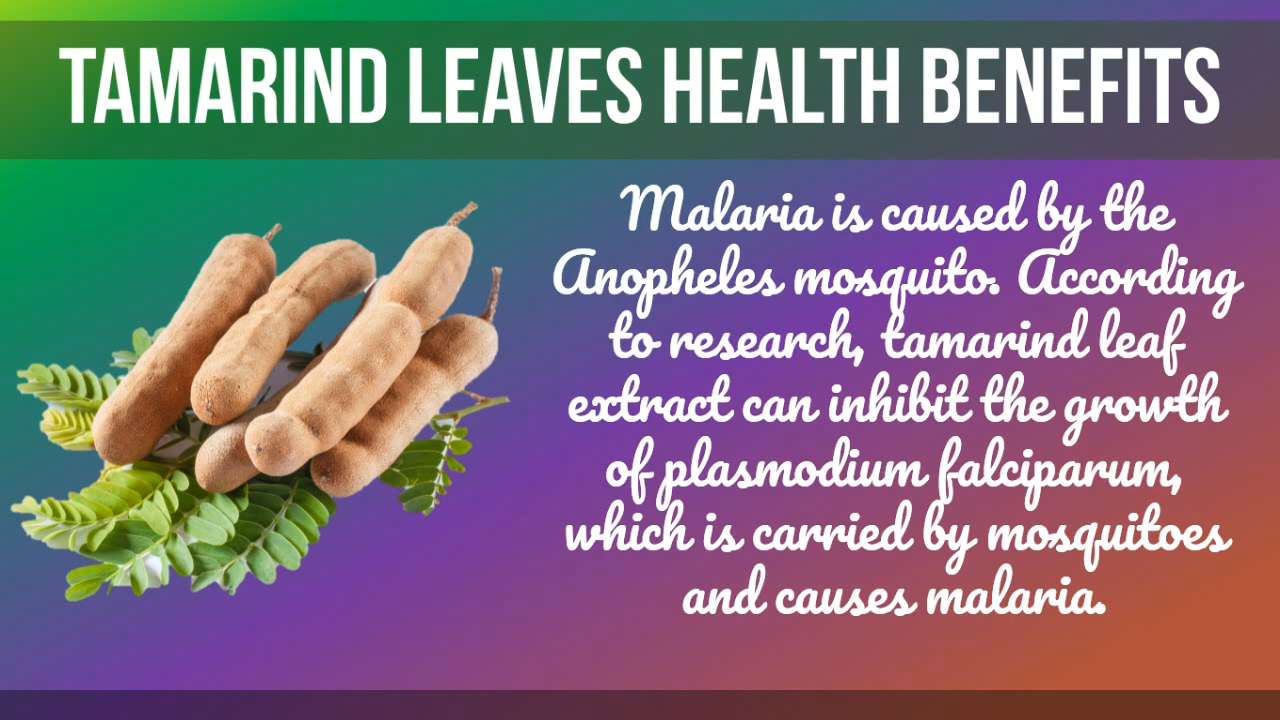 TAMARIND LEAVES HEALTH BENEFITS
Malaria is caused by the
Anopheles mosquito. According
to research, tamarind leaf
extract can inhibit the growth
of plasmodium falciparum,
which is carried by mosquitoes
and causes malaria.